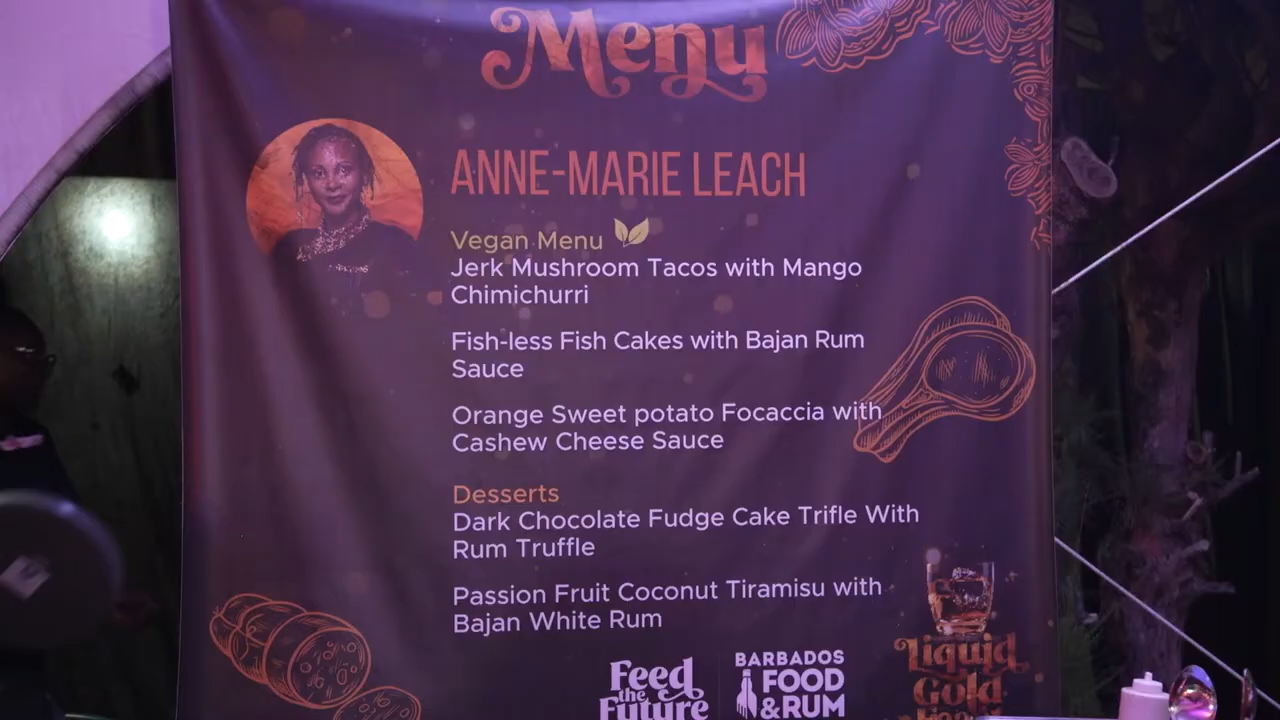 Menu
ANNE-MARIE LEACH
Vegan Menu
Jerk Mushroom Tacos with Mango
Chimichurri
Fish-less Fish Cakes with Bajan Rum
Sauce
Orange Sweet potato Focaccia with
Cashew Cheese Sauce
Desserts
Dark Chocolate Fudge Cake Trifle With
Rum Truffle
Passion Fruit Coconut Tiramisu with
Bajan White Rum
Feed
the
Future
BARBADOS
FOOD
& RUM
Liquid
Gold